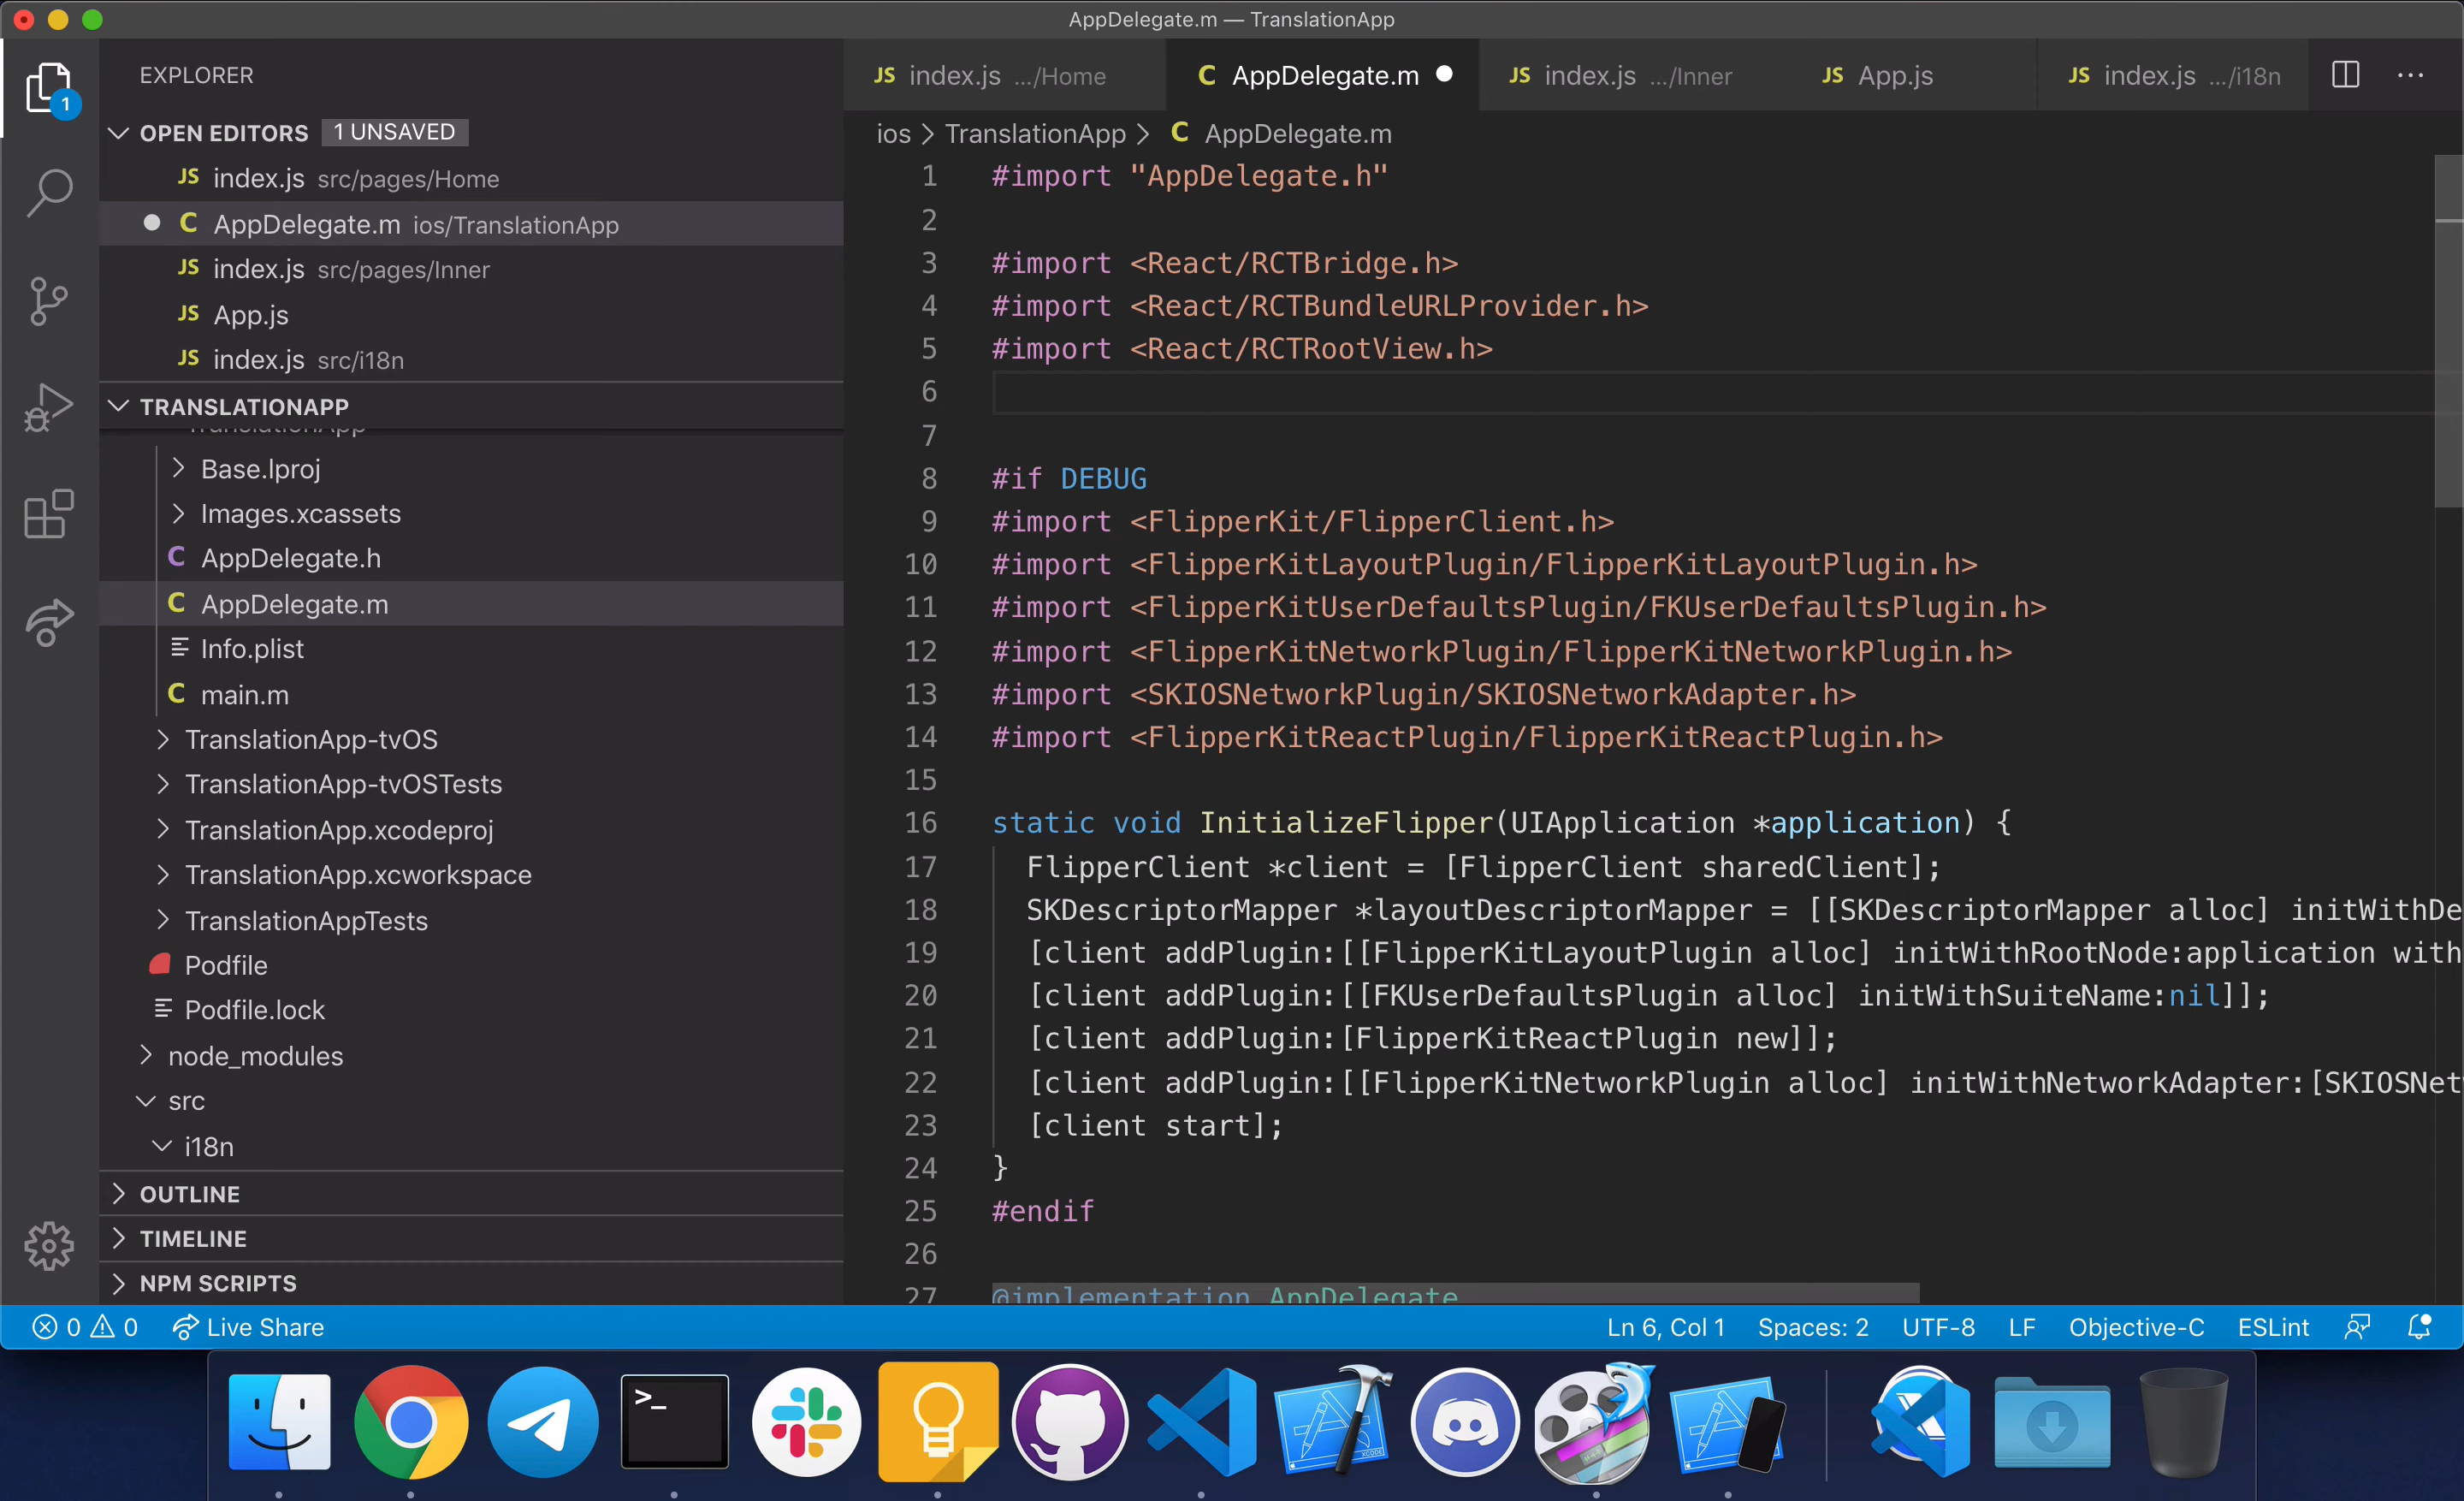 AppDelegate.m — TranslationApp
EXPLORER
1
OPEN EDITORS 1 UNSAVED
JS index.js src/pages/Home
C AppDelegate.m ios/TranslationApp
JS index.js src/pages/Inner
JS App.js
JS index.js src/i18n
TRANSLATIONAPP
TranslationApp
Base.lproj
Images.xcassets
C AppDelegate.h
C AppDelegate.m
Info.plist
C main.m
TranslationApp-tvOS
TranslationApp-tvOSTests
TranslationApp.xcodeproj
TranslationApp.xcworkspace
TranslationAppTests
Podfile
Podfile.lock
node_modules
src
i18n
OUTLINE
TIMELINE
NPM SCRIPTS
JS index.js .../Home
C AppDelegate.m
JS index.js .../Inner
JS App.js
JS index.js .../i18n
ios > TranslationApp > C AppDelegate.m
1 #import "AppDelegate.h"
2
3 #import <React/RCTBridge.h>
4 #import <React/RCTBundleURLProvider.h>
5 #import <React/RCTRootView.h>
6
7
8 #if DEBUG
9 #import <FlipperKit/FlipperClient.h>
10 #import <FlipperKitLayoutPlugin/FlipperKitLayoutPlugin.h>
11 #import <FlipperKitUserDefaultsPlugin/FKUserDefaultsPlugin.h>
12 #import <FlipperKitNetworkPlugin/FlipperKitNetworkPlugin.h>
13 #import <SKIOSNetworkPlugin/SKIOSNetworkAdapter.h>
14 #import <FlipperKitReactPlugin/FlipperKitReactPlugin.h>
15
16 static void InitializeFlipper(UIApplication *application) {
17 FlipperClient *client = [FlipperClient sharedClient];
18 SKDescriptorMapper *layoutDescriptorMapper = [[SKDescriptorMapper alloc] initWithDe
19 [client addPlugin:[[FlipperKitLayoutPlugin alloc] initWithRootNode:application with
20 [client addPlugin:[[FKUserDefaultsPlugin alloc] initWithSuiteName:nil]];
21 [client addPlugin:[FlipperKitReactPlugin new]];
22 [client addPlugin:[[FlipperKitNetworkPlugin alloc] initWithNetworkAdapter:[SKIOSNet
23 [client start];
24 }
25 #endif
26
27 @implementation AppDelegate
0 0 Live Share
Ln 6, Col 1 Spaces: 2 UTF-8 LF Objective-C ESLint
>_
XCODE